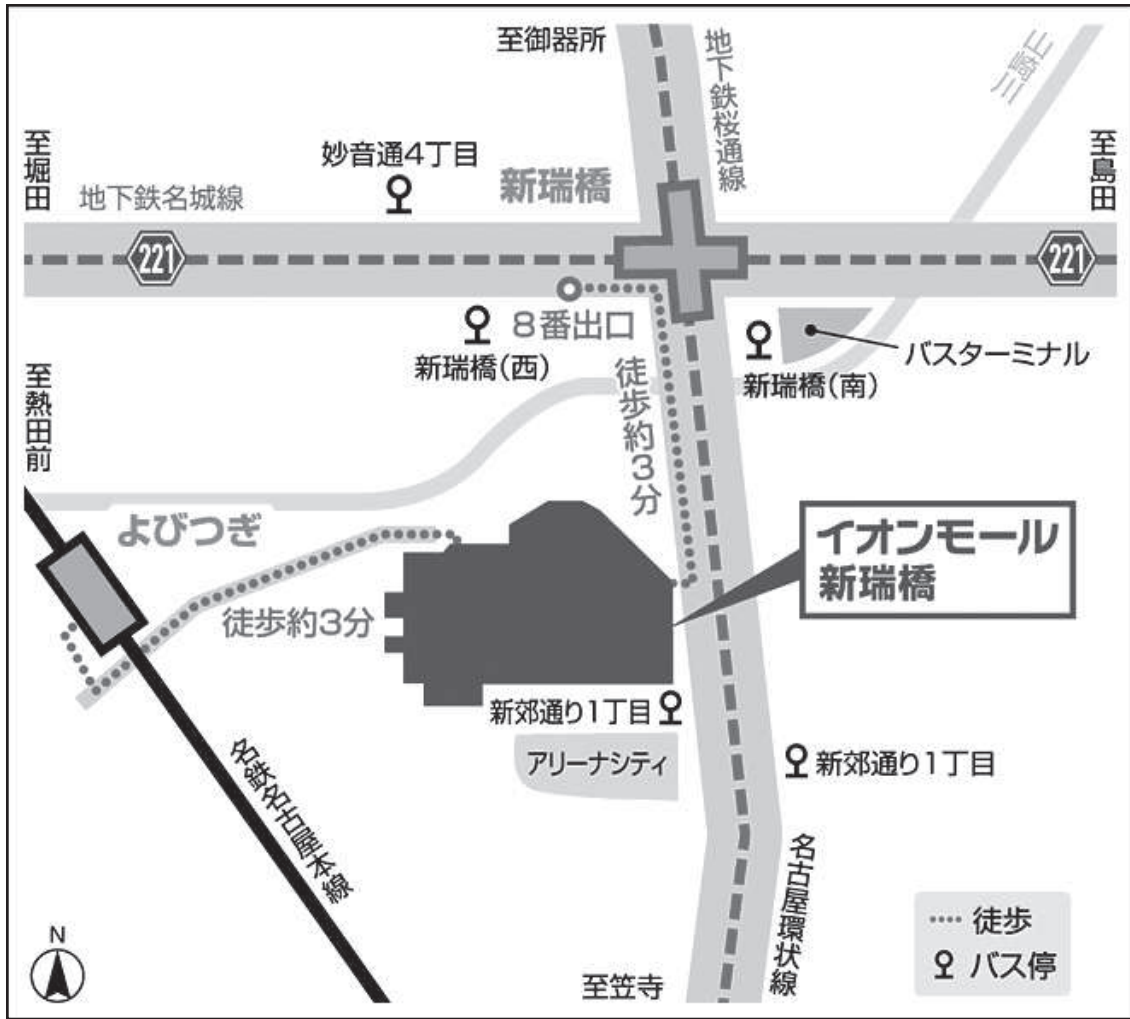 至御器所
地下鉄桜通線
山崎川
至堀田
妙音通4丁目
新瑞橋
至島田
地下鉄名城線
221
221
8番出口
新瑞橋(西)
バスターミナル
新瑞橋(南)
至熱田前
徒歩約3分
よびつぎ
イオンモール
新瑞橋
徒歩約3分
新郊通り1丁目
アリーナシティ
新郊通り1丁目
名鉄名古屋本線
名古屋環状線
徒歩
バス停
至笠寺
N